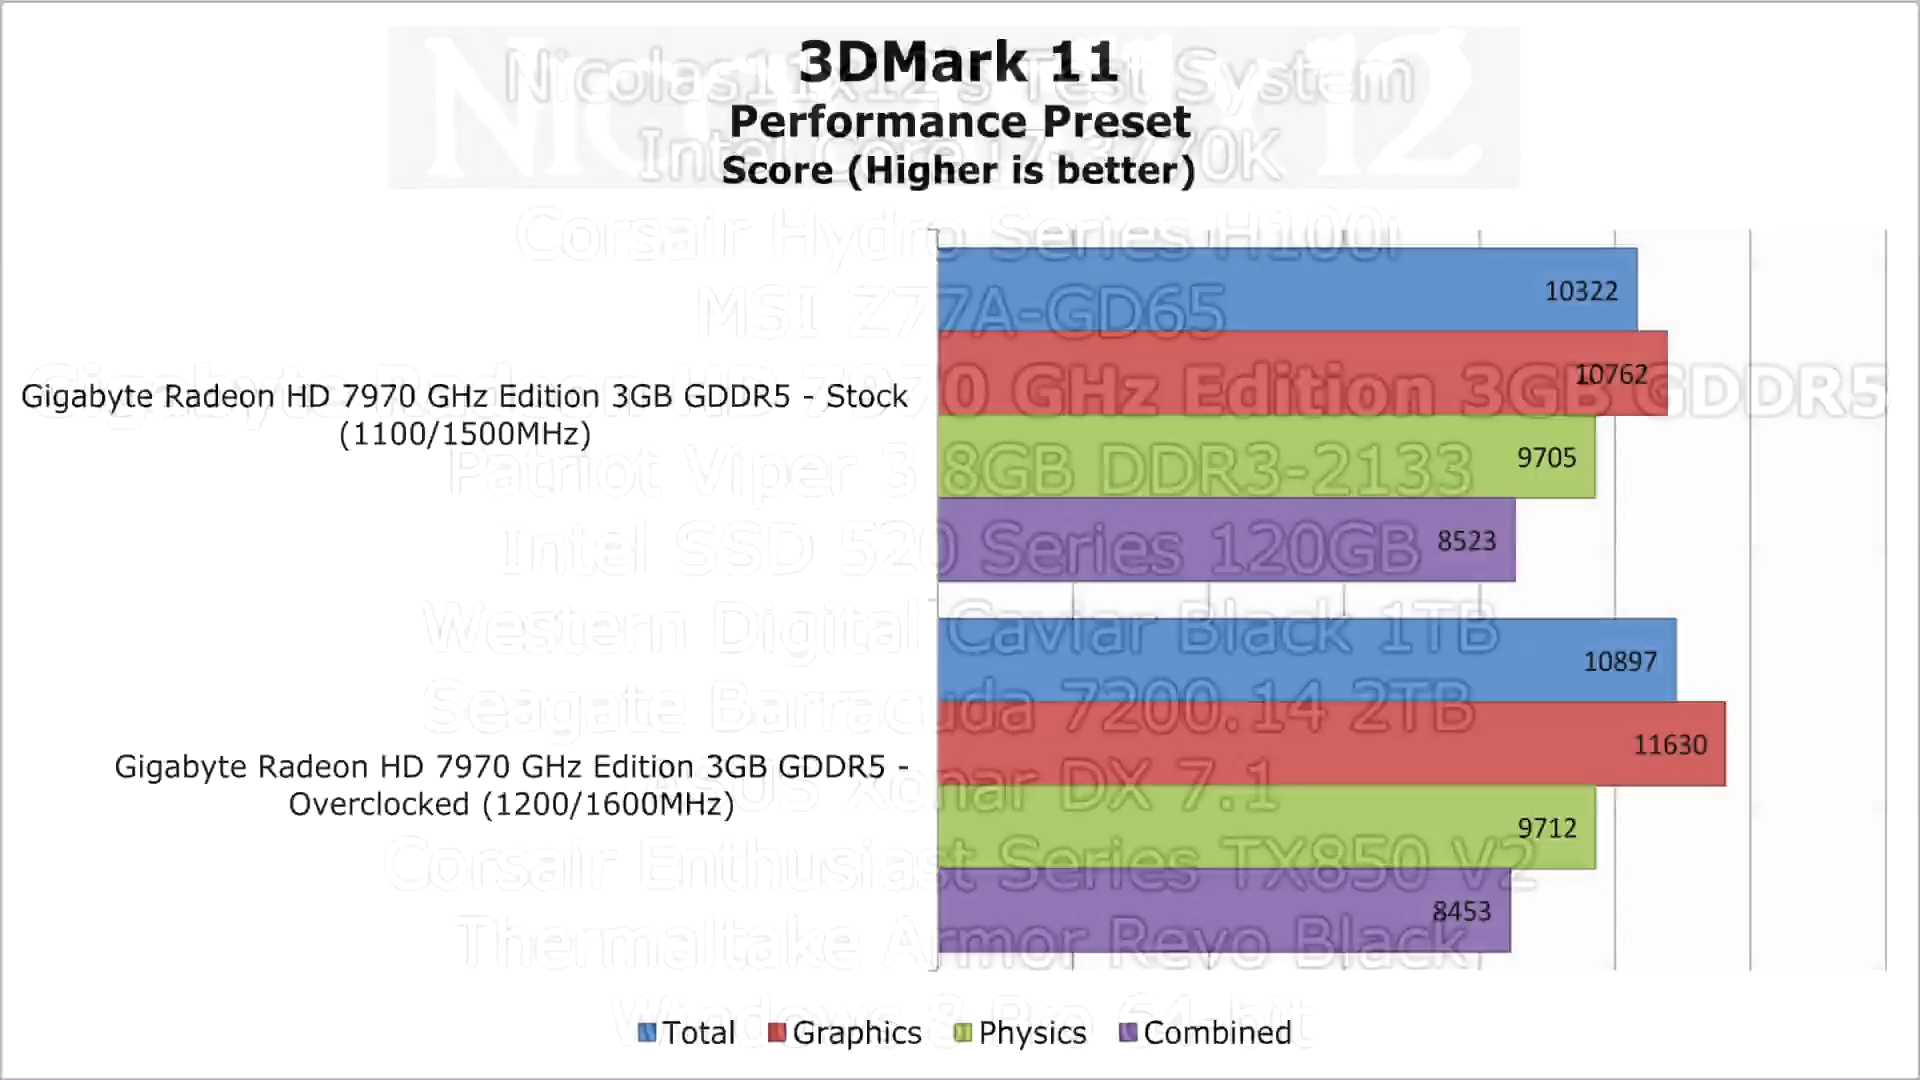 3DMark 11
Performance Preset
Score (Higher is better)
Nicolas11x12
Nicolas11x12's Test System
Intel Core i7-3770K
Corsair Hydro Series H100i
MSI Z77A-GD65
Gigabyte Radeon HD 7970 GHz Edition 3GB GDDR5
Patriot Viper 3 8GB DDR3-2133
Intel SSD 520 Series 120GB
Western Digital Caviar Black 1TB
Seagate Barracuda 7200.14 2TB
ASUS Xonar DX 7.1
Corsair Enthusiast Series TX850 V2
Thermaltake Armor Revo Black
Windows 8 Pro 64-bit
Gigabyte Radeon HD 7970 GHz Edition 3GB GDDR5 - Stock
(1100/1500MHz)
10322
10762
9705
8523
Gigabyte Radeon HD 7970 GHz Edition 3GB GDDR5 -
Overclocked (1200/1600MHz)
10897
11630
9712
8453
Total Graphics Physics Combined